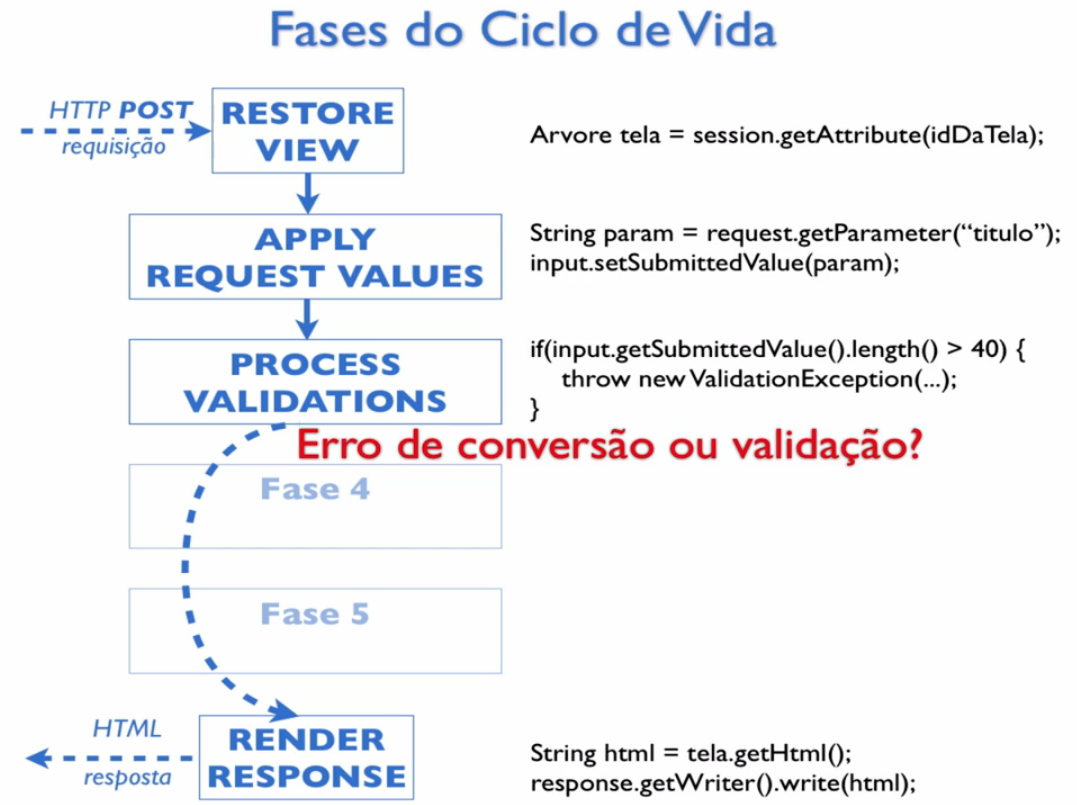 Fases do Ciclo de Vida
HTTP POST
requisição
RESTORE
VIEW
Arvore tela = session.getAttribute(idDaTela);
APPLY
REQUEST VALUES
String param = request.getParameter(“titulo”);
input.setSubmittedValue(param);
PROCESS
VALIDATIONS
if(input.getSubmittedValue().length() > 40) {
throw new ValidationException(...);
}
Erro de conversão ou validação?
Fase 4
Fase 5
HTML
resposta
RENDER
RESPONSE
String html = tela.getHtml();
response.getWriter().write(html);